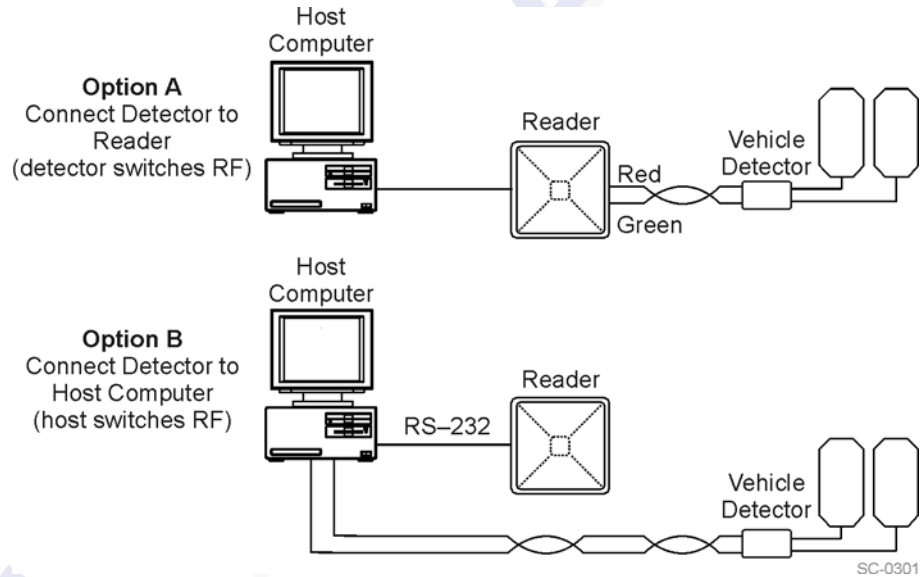 Host
Computer
Option A
Connect Detector to
Reader
(detector switches RF)
Reader
Red
Green
Vehicle
Detector
Host
Computer
Option B
Connect Detector to
Host Computer
(host switches RF)
RS–232
Reader
Vehicle
Detector
SC-0301